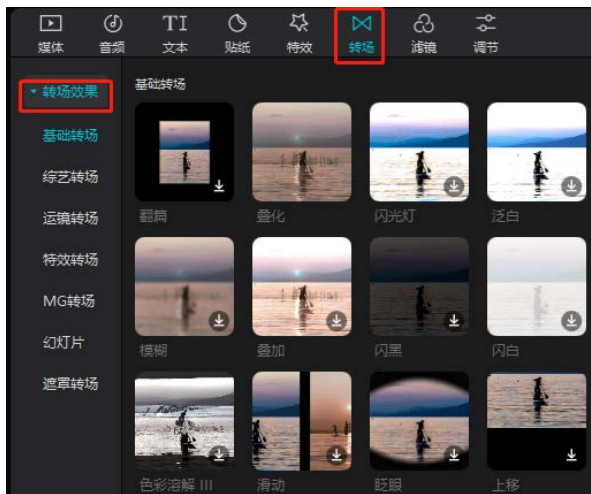 媒体 音频 TI 文本 贴纸 特效 转场 滤镜 调节
转场效果
基础转场
综艺转场
运镜转场
特效转场
MG转场
幻灯片
遮罩转场
基础转场
翻篇 叠化 闪光灯 泛白
模糊 叠加 闪黑 闪白
色彩溶解 III 滑动 眨眼 上移